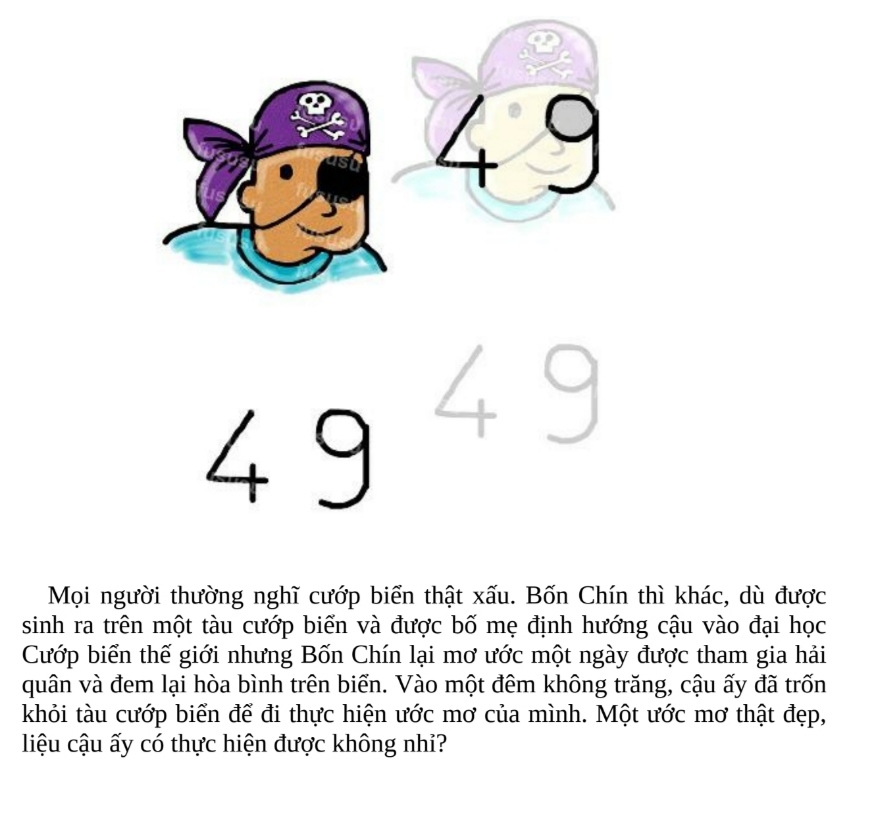 4 9
4 9
4 9
Mọi người thường nghĩ cướp biển thật xấu. Bốn Chín thì khác, dù được
sinh ra trên một tàu cướp biển và được bố mẹ định hướng cậu vào đại học
Cướp biển thế giới nhưng Bốn Chín lại mơ ước một ngày được tham gia hải
quân và đem lại hòa bình trên biển. Vào một đêm không trăng, cậu ấy đã trốn
khỏi tàu cướp biển để đi thực hiện ước mơ của mình. Một ước mơ thật đẹp,
liệu cậu ấy có thực hiện được không nhỉ?